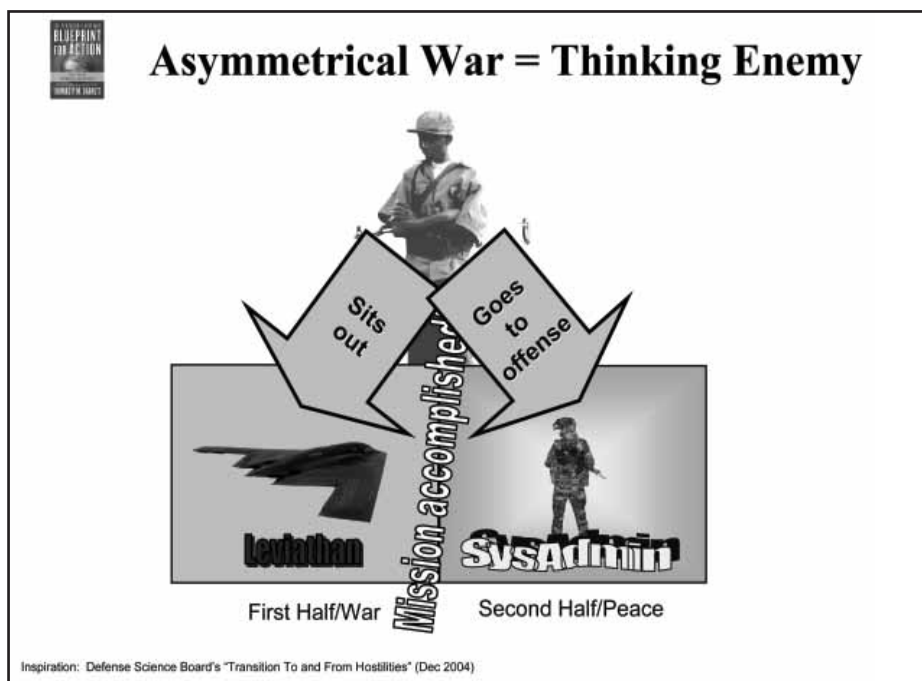 BLUEPRINT
FOR ACTION
Asymmetrical War = Thinking Enemy
Sits
out
Goes
to
offense
Mission accomplished
Leviathan
SysAdmin
First Half/War
Second Half/Peace
Inspiration: Defense Science Board's "Transition To and From Hostilities" (Dec 2004)